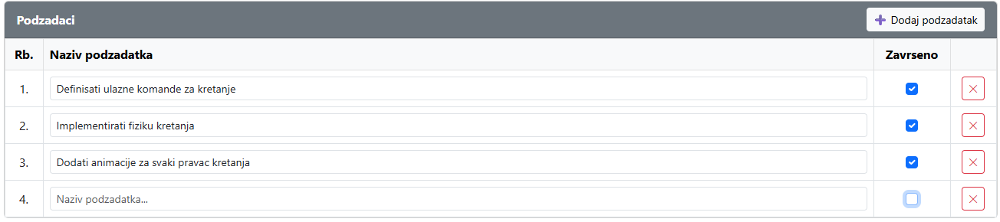 Podzadaci
Dodaj podzadatak
Rb. Naziv podzadatka Zavrseno
1. Definisati ulazne komande za kretanje
2. Implementirati fiziku kretanja
3. Dodati animacije za svaki pravac kretanja
4. Naziv podzadatka...